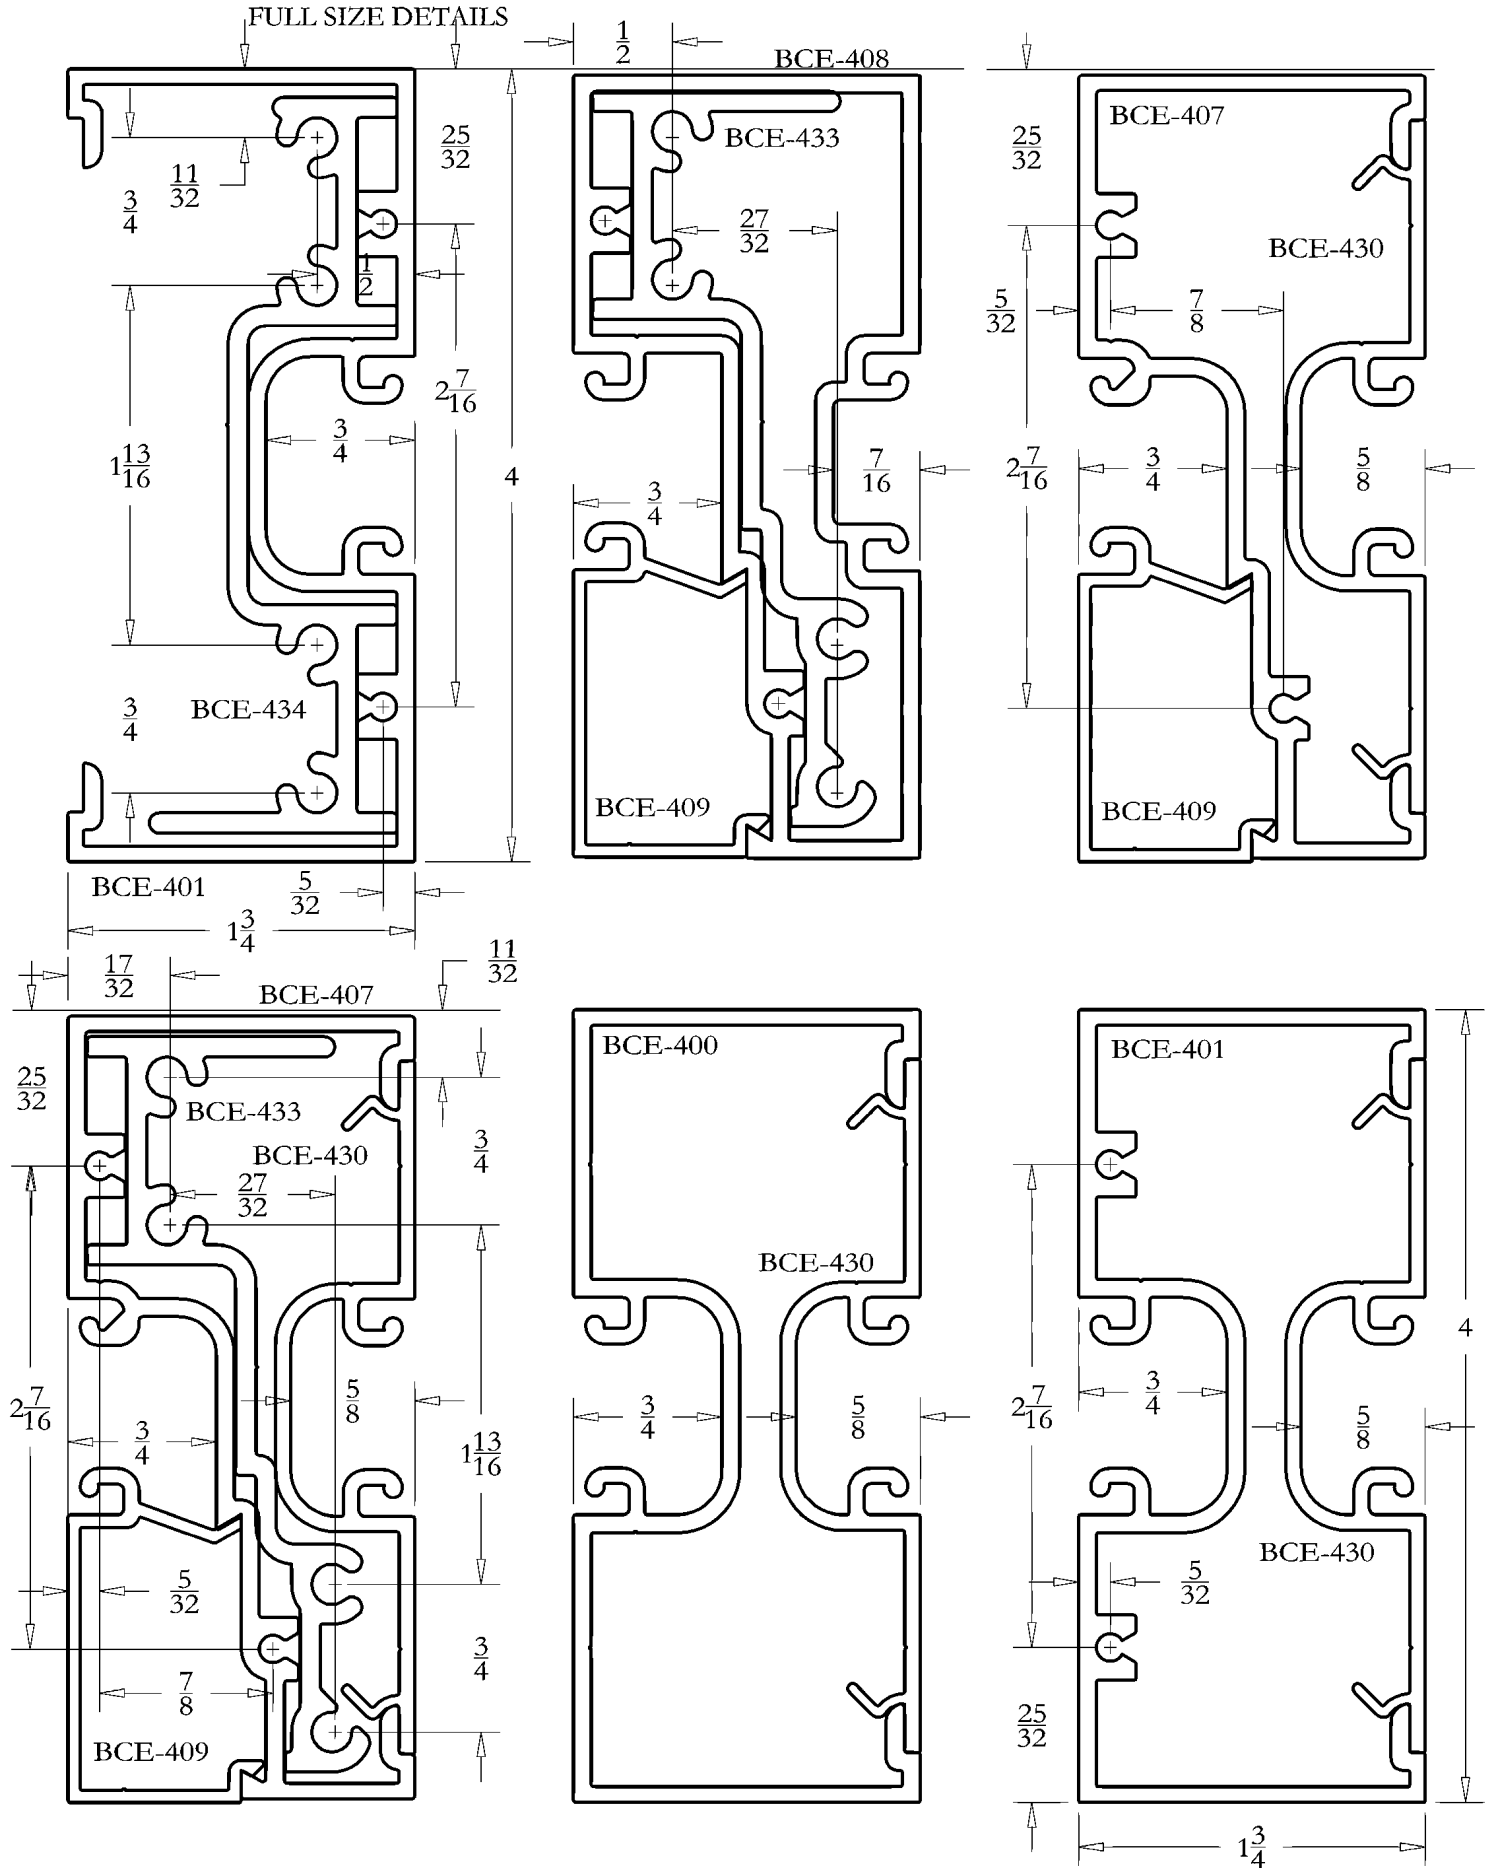 FULL SIZE DETAILS
1/2
BCE-408
25/32
BCE-433
25/32
BCE-407
11/32
3/4
27/32
BCE-430
1/2
5/32
7/8
2 7/16
1 13/16
3/4
4
3/4
7/16
2 7/16
3/4
5/8
3/4
BCE-434
BCE-409
BCE-409
BCE-401
5/32
1 3/4
17/32
11/32
BCE-407
BCE-400
BCE-401
25/32
BCE-433
3/4
BCE-430
27/32
BCE-430
4
2 7/16
5/8
3/4
1 13/16
3/4
5/8
2 7/16
3/4
5/8
BCE-430
5/32
5/32
3/4
7/8
25/32
BCE-409
1 3/4